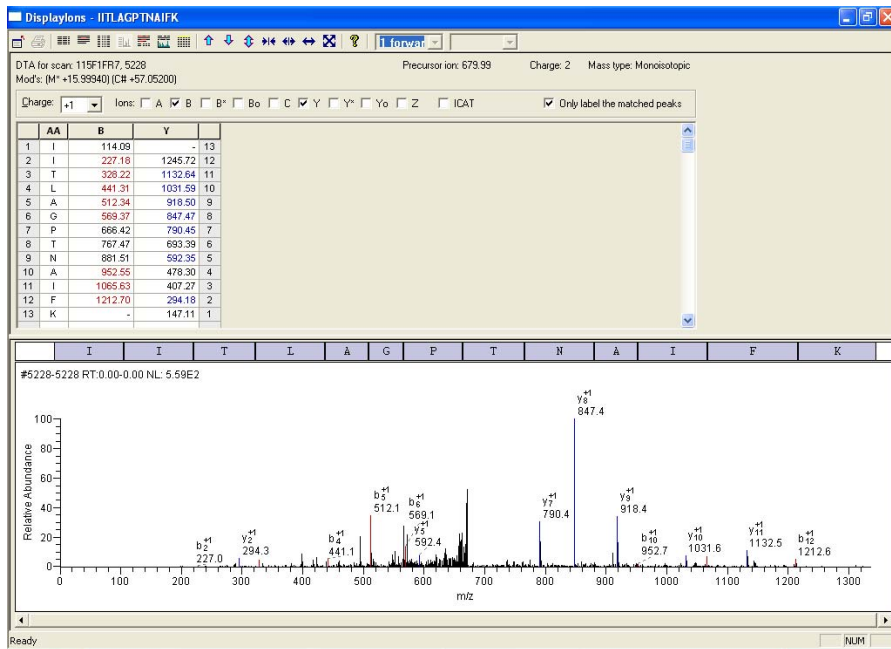 DisplayIons - IITLAGPTNAIFK
1 forwar
DTA for scan: 115F1FR7, 5228 Precursor ion: 679.99 Charge: 2 Mass type: Monoisotopic
Mod's: (M* +15.99940) (C# +57.05200)
Charge: +1 Ions: A B B* Bo C Y Y* Yo Z ICAT Only label the matched peaks
AA B Y
1 I 114.09 - 13
2 I 227.18 1245.72 12
3 T 328.22 1132.64 11
4 L 441.31 1031.59 10
5 A 512.34 918.50 9
6 G 569.37 847.47 8
7 P 666.42 790.45 7
8 T 767.47 693.39 6
9 N 881.51 592.35 5
10 A 952.55 478.30 4
11 I 1065.63 407.27 3
12 F 1212.70 294.18 2
13 K - 147.11 1
I I T L A G P T N A I F K
#5228-5228 RT:0.00-0.00 NL: 5.59E2
Relative Abundance
100
80
60
40
20
0
y8 +1
847.4
b5 +1
512.1
b6 +1
569.1
y5 +1
592.4
y7 +1
790.4
y9 +1
918.4
b2 +1
227.0
y2 +1
294.3
b4 +1
441.1
b10 +1
952.7
y10 +1
1031.6
y11 +1
1132.5
b12 +1
1212.6
0 100 200 300 400 500 600 700 800 900 1000 1100 1200 1300
m/z
Ready NUM